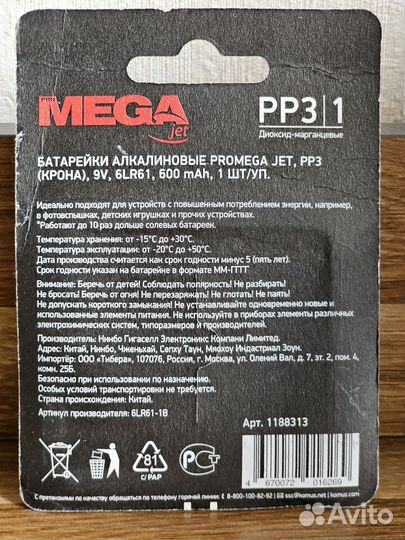 PRO MEGA jet
PP3|1
Диоксид-марганцевые
БАТАРЕЙКИ АЛКАЛИНОВЫЕ PROMEGA JET, PP3
(КРОНА), 9V, 6LR61, 600 mAh, 1 ШТ/УП.
Идеально подходят для устройств с повышенным потреблением энергии, например,
в фотовспышках, детских игрушках и прочих устройствах.
*Работают до 10 раз дольше солевых батареек.
Температура хранения: от -15°C до +30°C.
Температура эксплуатации: от -20°C до +50°C.
Дата производства считается как срок годности минус 5 (пять лет).
Срок годности указан на батарейке в формате ММ-ГГГГ
Внимание: Беречь от детей! Соблюдать полярность! Не разбирать!
Не бросать! Беречь от огня! Не перезаряжать! Не глотать! Не паять!
Не допускать короткого замыкания! Устанавливайте одновременно новые и
использованные элементы питания. Не используйте в приборах элементы различных
электрохимических систем, типоразмеров и производителей.
Производитель: Нинбо Гигаселл Электроникс Компани Лимитед.
Адрес: Китай, Нинбо, Чженьхай, Сепху Таун, Мяоху Индастриал Зоун.
Импортёр: ООО «Тибера», 107076, Россия, г. Москва, ул. Олений Вал, д. 7, эт. 2, пом. 4,
комн. 25Б.
Безопасно при использовании по назначению.
Особых условий транспортировки не требуется.
Страна происхождения: Китай.
Артикул производителя: 6LR61-1B
Арт. 1188313
81
C/PAP
РСТ
4 670072 016269
С претензиями по качеству обращаться по телефону горячей линии
8-800-100-82-92
ssc@komus.net | komus.com
Avito